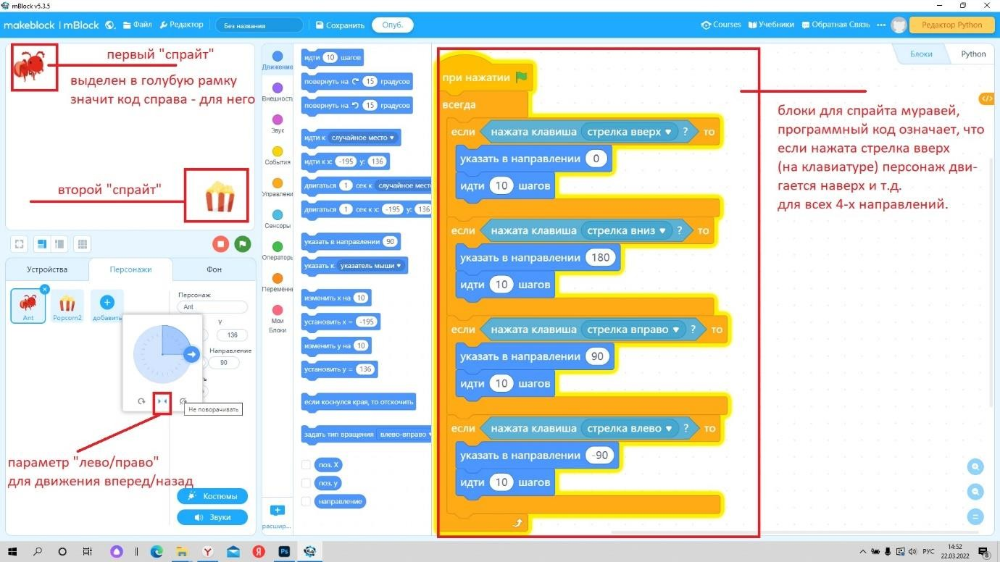 mBlock v5.3.5
makeblock | mBlock
Файл
Редактор
Без названия
Сохранить
Опуб.
Courses
Учебники
Обратная Связь
Редактор Python
первый "спрайт"
выделен в голубую рамку
значит код справа - для него
второй "спрайт"
Устройства
Персонажи
Фон
Ant
Popcorn2
добавить
Персонаж
Ant
Y
136
Направление
90
Не поворачивать
параметр "лево/право"
для движения вперед/назад
Костюмы
Звуки
Движение
Внешность
Звук
События
Управлени
Сенсоры
Операторы
Переменн
Мои
Блоки
расшир...
идти 10 шагов
повернуть на 15 градусов
повернуть на 15 градусов
идти к случайное место
идти к x: -195 y: 136
двигаться 1 сек к случайное место
двигаться 1 сек к x: -195 y: 136
указать в направлении 90
указать к указатель мыши
изменить x на 10
установить x = -195
изменить y на 10
установить y = 136
если коснулся края, то отскочить
задать тип вращения влево-вправо
поз. X
поз. y
направление
при нажатии
всегда
если нажата клавиша стрелка вверх ? то
указать в направлении 0
идти 10 шагов
если нажата клавиша стрелка вниз ? то
указать в направлении 180
идти 10 шагов
если нажата клавиша стрелка вправо ? то
указать в направлении 90
идти 10 шагов
если нажата клавиша стрелка влево ? то
указать в направлении -90
идти 10 шагов
Блоки
Python
блоки для спрайта муравей,
программный код означает, что
если нажата стрелка вверх
(на клавиатуре) персонаж дви-
гается наверх и т.д.
для всех 4-х направлений.
РУС
14:52
22.03.2022
8